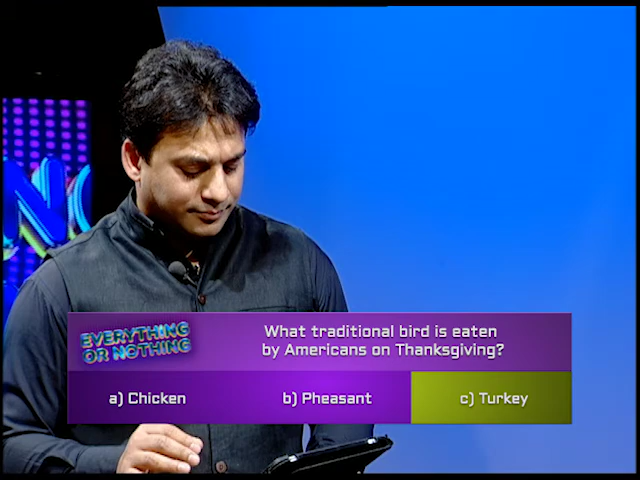 EVERYTHING
OR NOTHING
What traditional bird is eaten
by Americans on Thanksgiving?
a) Chicken
b) Pheasant
c) Turkey